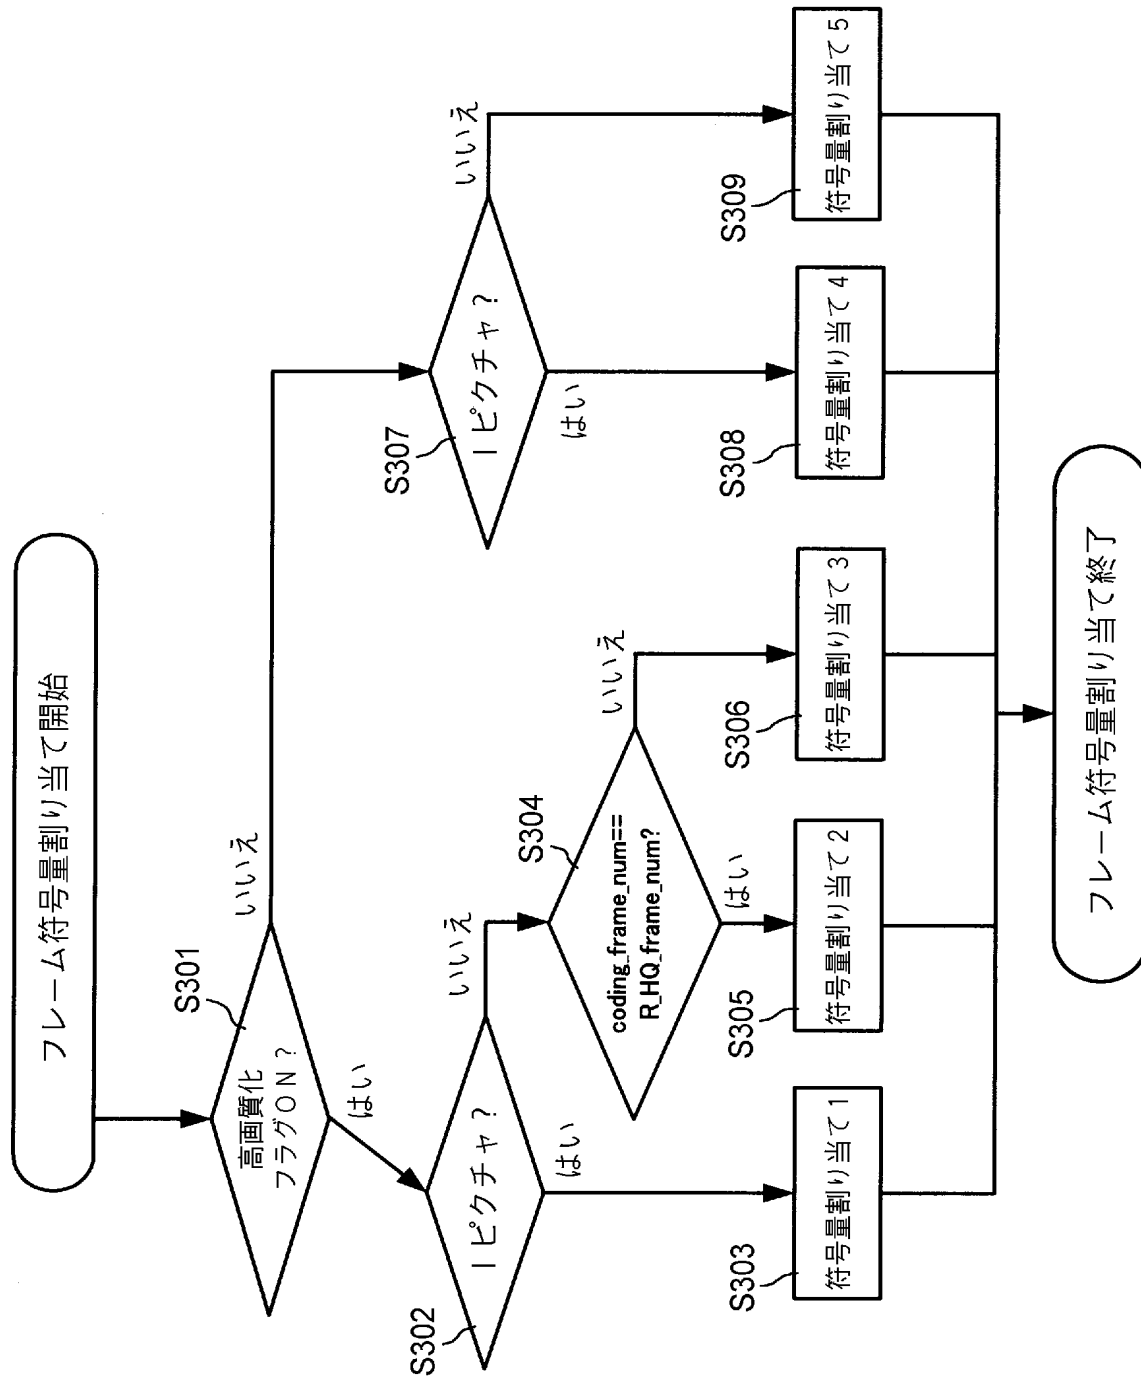 フレーム符号量割り当て開始
S301
高画質化
フラグON?
いいえ
はい
S302
Iピクチャ?
いいえ
はい
S304
coding_frame_num==
R_HQ_frame_num?
いいえ
はい
S307
Iピクチャ?
いいえ
はい
S303
符号量割り当て1
S305
符号量割り当て2
S306
符号量割り当て3
S308
符号量割り当て4
S309
符号量割り当て5
フレーム符号量割り当て終了